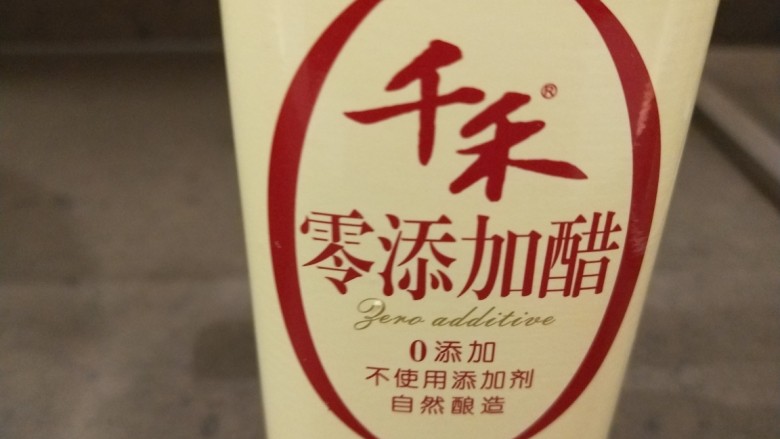 千禾®
零添加醋
Zero additive
0添加
不使用添加剂
自然酿造